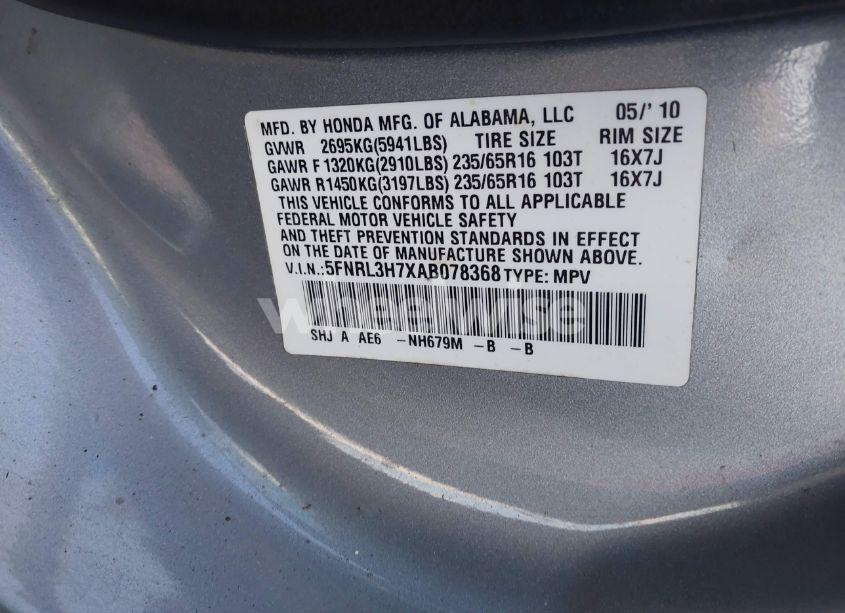 MFD. BY HONDA MFG. OF ALABAMA, LLC 05/' 10
GVWR 2695KG(5941LBS) TIRE SIZE RIM SIZE
GAWR F 1320KG(2910LBS) 235/65R16 103T 16X7J
GAWR R1450KG(3197LBS) 235/65R16 103T 16X7J
THIS VEHICLE CONFORMS TO ALL APPLICABLE
FEDERAL MOTOR VEHICLE SAFETY
AND THEFT PREVENTION STANDARDS IN EFFECT
ON THE DATE OF MANUFACTURE SHOWN ABOVE.
V.I.N.:5FNRL3H7XAB078368 TYPE: MPV
wheelwise
SHJ A AE6 -NH679M -B -B